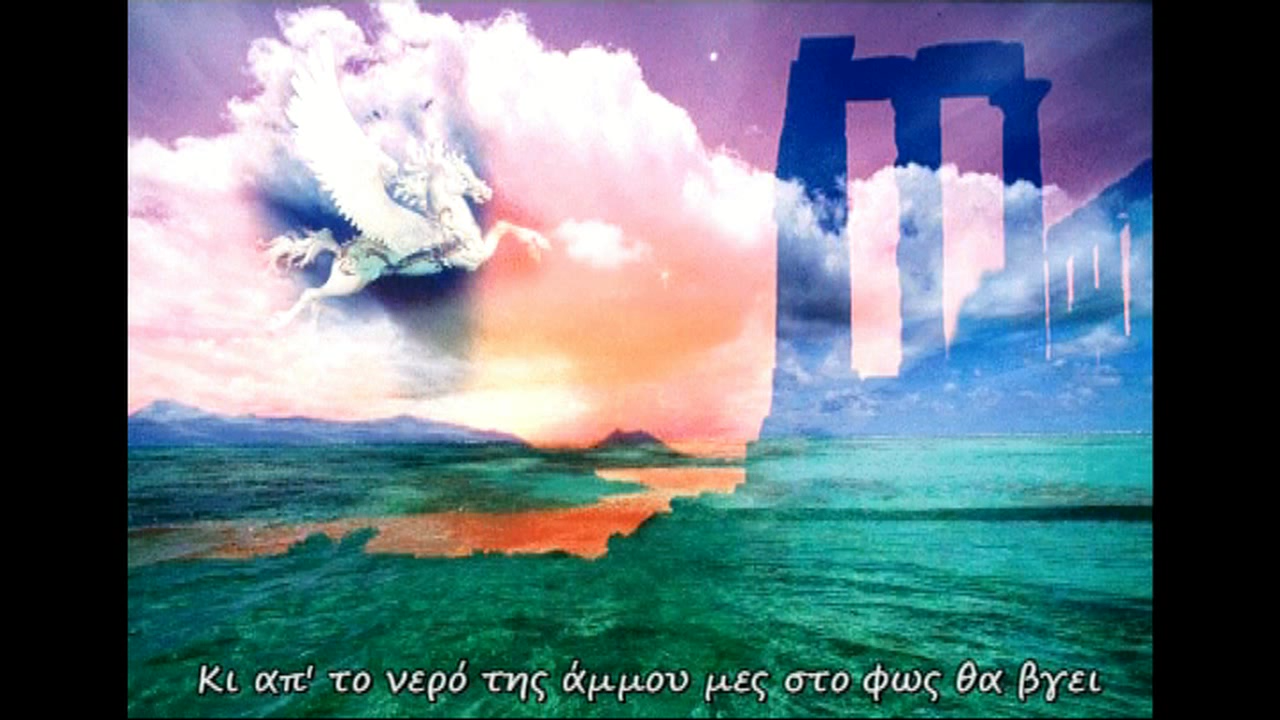 Κι απ' το νερό της άμμου μες στο φως θα βγει